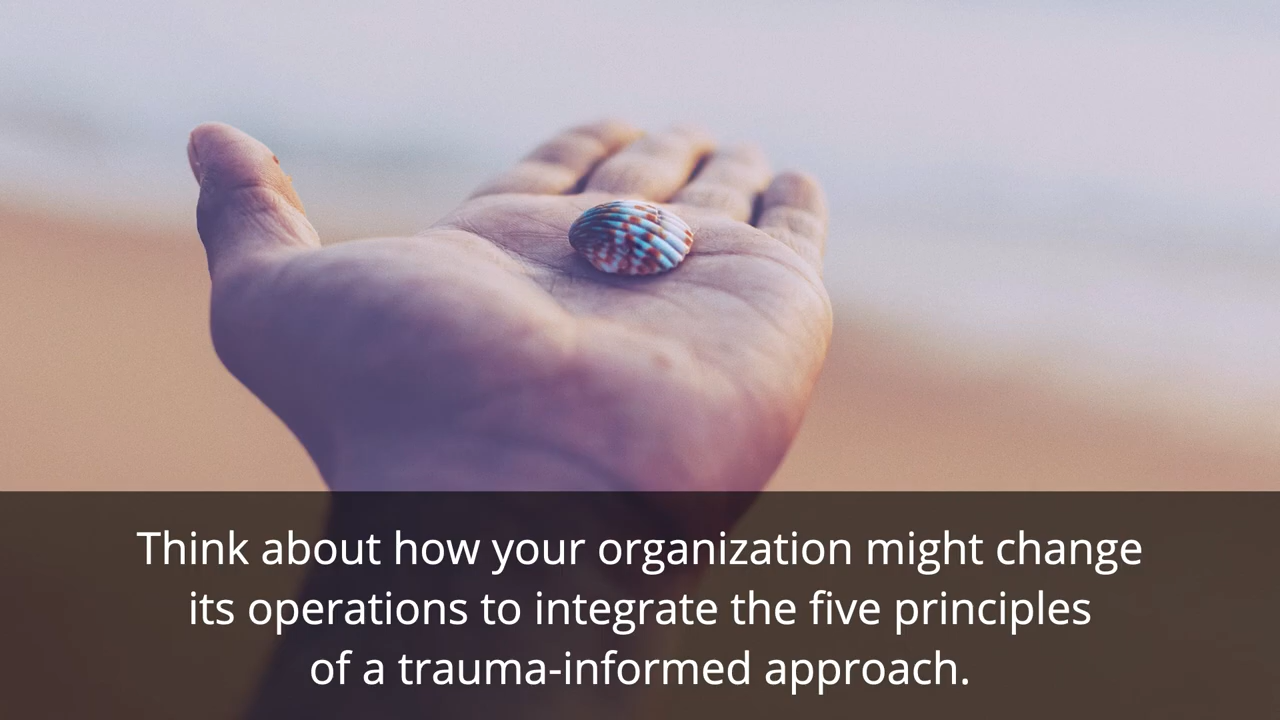 Think about how your organization might change
its operations to integrate the five principles
of a trauma-informed approach.